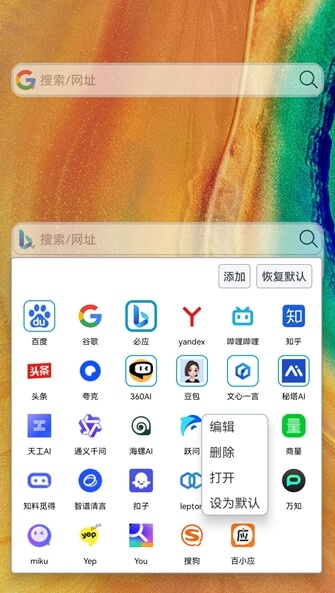 搜索/网址
搜索/网址
添加 恢复默认
百度 谷歌 必应 yandex 哔哩哔哩 知乎
头条 夸克 360AI 豆包 文心一言 秘塔AI
天工AI 通义千问 海螺AI 跃问 商量
编辑
删除
打开
设为默认
知料觅得 智谱清言 扣子 lepton 万知
miku Yep You 搜狗 百小应